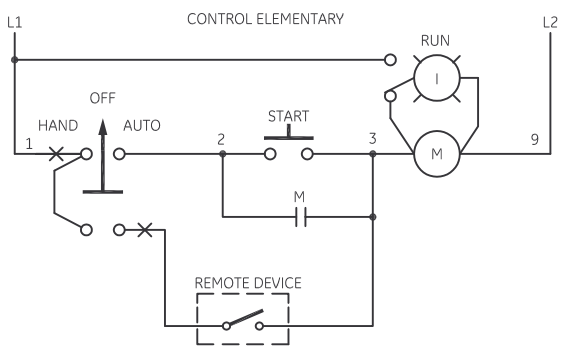 CONTROL ELEMENTARY
L1
L2
RUN
I
OFF
HAND
AUTO
START
1
2
3
9
M
M
REMOTE DEVICE